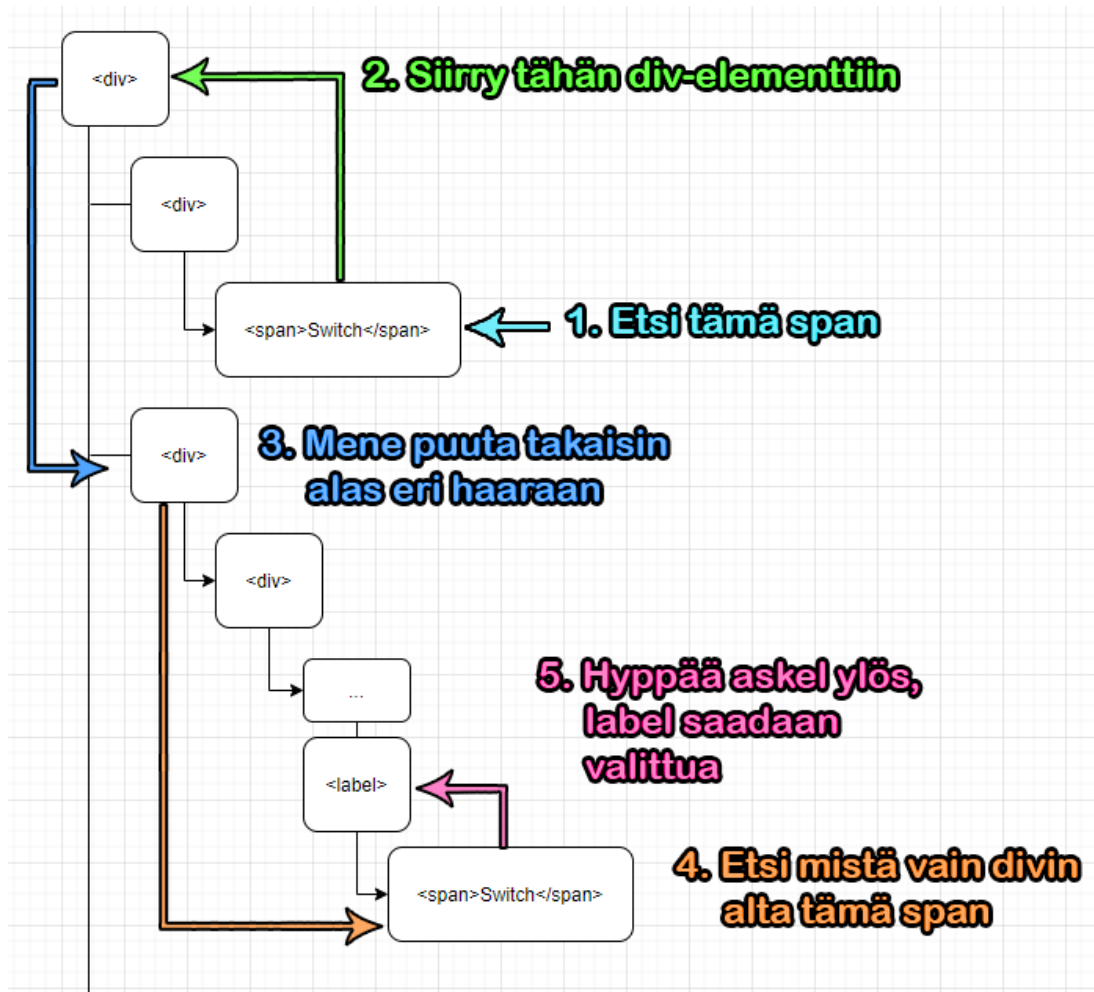 <div>
2. Siirry tähän div-elementtiin
<div>
<span>Switch</span>
1. Etsi tämä span
<div>
3. Mene puuta takaisin
alas eri haaraan
<div>
...
5. Hyppää askel ylös,
label saadaan
valittua
<label>
4. Etsi mistä vain divin
alta tämä span
<span>Switch</span>